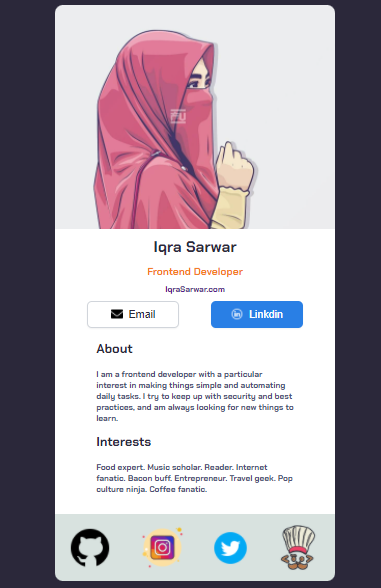 Iqra Sarwar
Frontend Developer
IqraSarwar.com
Email
Linkdin
About
I am a frontend developer with a particular
interest in making things simple and automating
daily tasks. I try to keep up with security and best
practices, and am always looking for new things to
learn.
Interests
Food expert. Music scholar. Reader. Internet
fanatic. Bacon buff. Entrepreneur. Travel geek. Pop
culture ninja. Coffee fanatic.